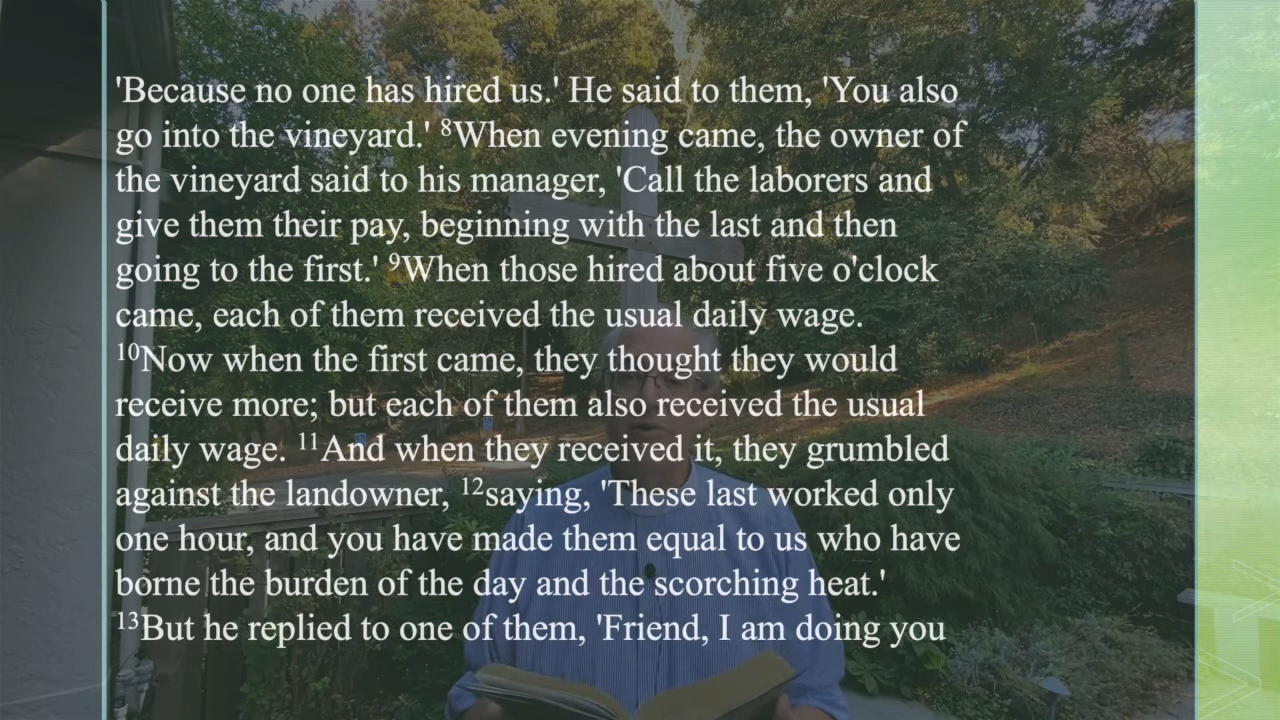 'Because no one has hired us.' He said to them, 'You also
go into the vineyard.' ⁸When evening came, the owner of
the vineyard said to his manager, 'Call the laborers and
give them their pay, beginning with the last and then
going to the first.' ⁹When those hired about five o'clock
came, each of them received the usual daily wage.
¹⁰Now when the first came, they thought they would
receive more; but each of them also received the usual
daily wage. ¹¹And when they received it, they grumbled
against the landowner, ¹²saying, 'These last worked only
one hour, and you have made them equal to us who have
borne the burden of the day and the scorching heat.'
¹³But he replied to one of them, 'Friend, I am doing you